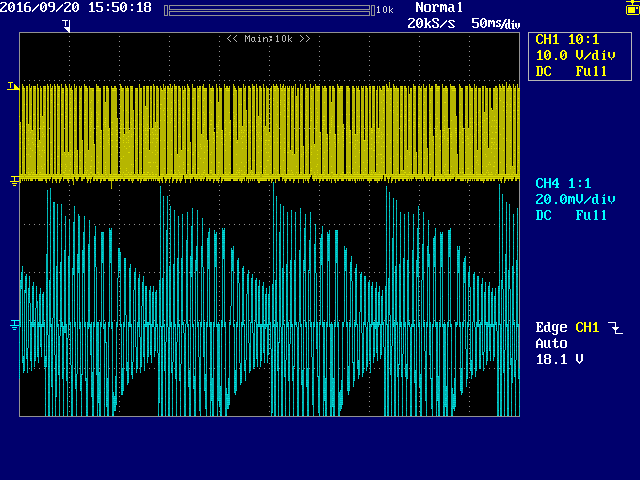 2016/09/20 15:50:18
10k
Normal
20kS/s 50ms/div
<< Main:10k >>
CH1 10:1
10.0 V/div
DC Full
CH4 1:1
20.0mV/div
DC Full
Edge CH1
Auto
18.1 V